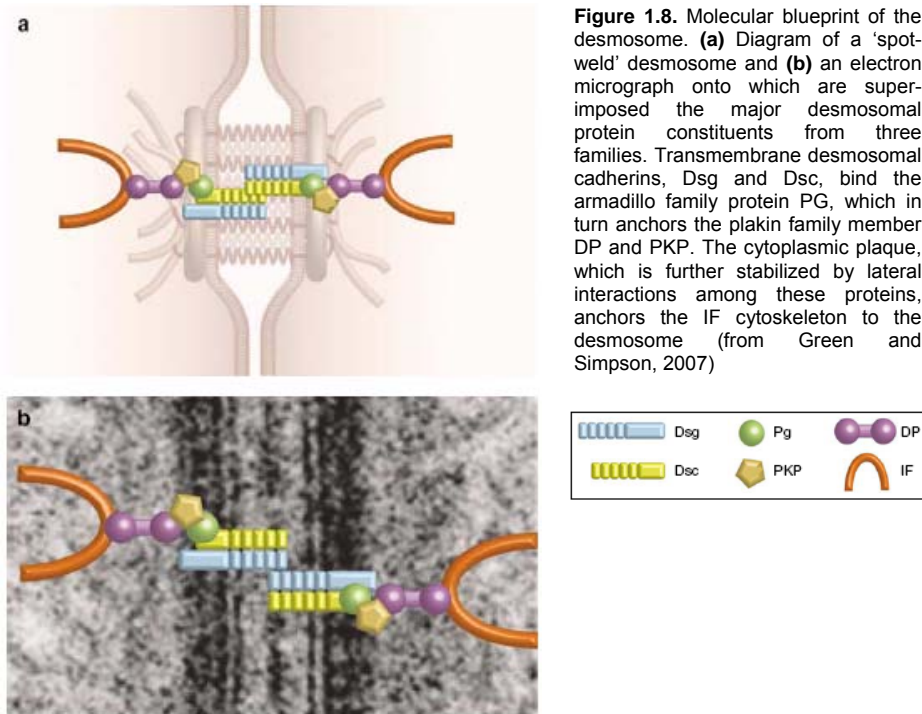 a
Figure 1.8. Molecular blueprint of the
desmosome. (a) Diagram of a ‘spot-
weld’ desmosome and (b) an electron
micrograph onto which are super-
imposed the major desmosomal
protein constituents from three
families. Transmembrane desmosomal
cadherins, Dsg and Dsc, bind the
armadillo family protein PG, which in
turn anchors the plakin family member
DP and PKP. The cytoplasmic plaque,
which is further stabilized by lateral
interactions among these proteins,
anchors the IF cytoskeleton to the
desmosome (from Green and
Simpson, 2007)
b
Dsg Pg DP
Dsc PKP IF